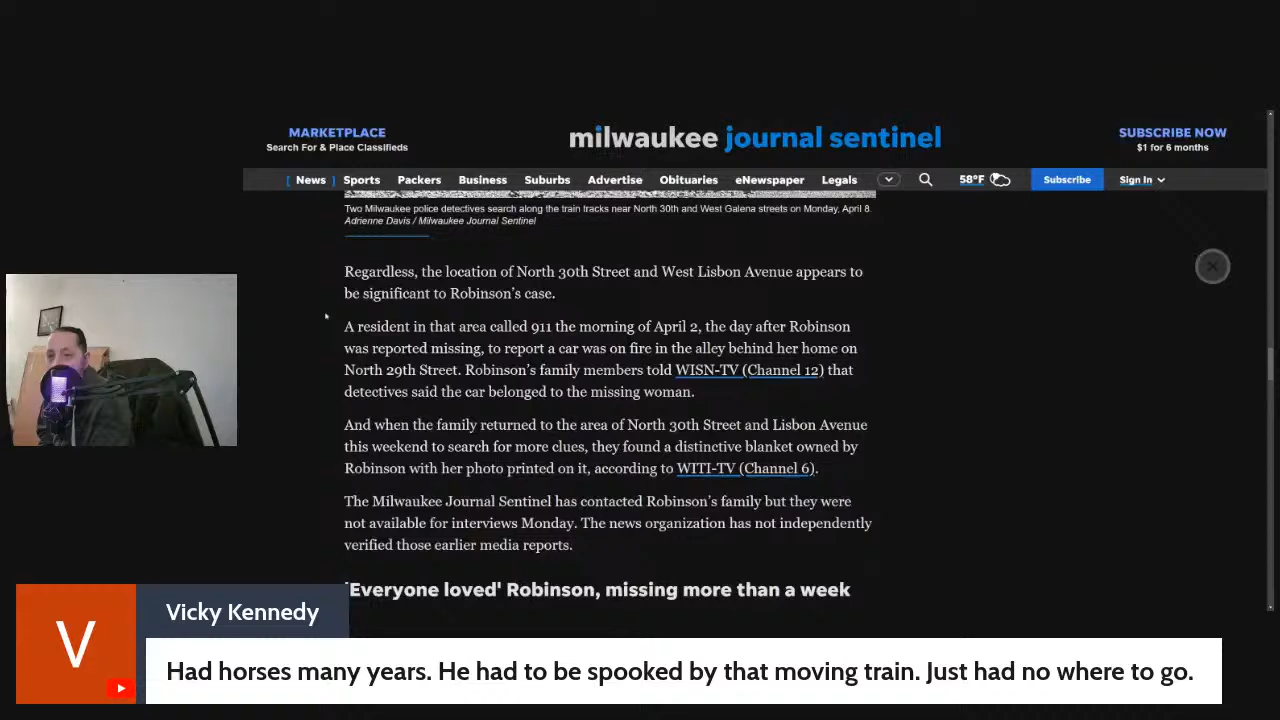 MARKETPLACE
Search For & Place Classifieds
milwaukee journal sentinel
SUBSCRIBE NOW
$1 for 6 months
[ News ] Sports Packers Business Suburbs Advertise Obituaries eNewspaper Legals 58°F Subscribe Sign In
Two Milwaukee police detectives search along the train tracks near North 30th and West Galena streets on Monday, April 8.
Adrienne Davis / Milwaukee Journal Sentinel
Regardless, the location of North 30th Street and West Lisbon Avenue appears to
be significant to Robinson's case.
A resident in that area called 911 the morning of April 2, the day after Robinson
was reported missing, to report a car was on fire in the alley behind her home on
North 29th Street. Robinson's family members told WISN-TV (Channel 12) that
detectives said the car belonged to the missing woman.
And when the family returned to the area of North 30th Street and Lisbon Avenue
this weekend to search for more clues, they found a distinctive blanket owned by
Robinson with her photo printed on it, according to WITI-TV (Channel 6).
The Milwaukee Journal Sentinel has contacted Robinson's family but they were
not available for interviews Monday. The news organization has not independently
verified those earlier media reports.
'Everyone loved' Robinson, missing more than a week
V
Vicky Kennedy
Had horses many years. He had to be spooked by that moving train. Just had no where to go.